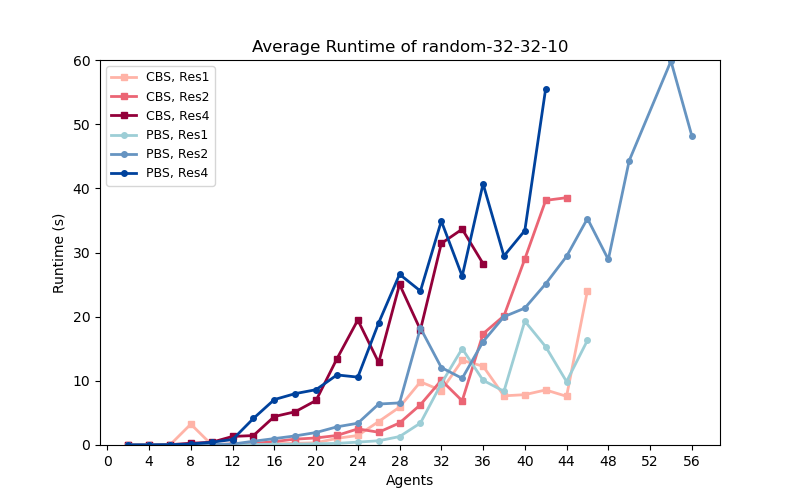 Average Runtime of random-32-32-10
60
50
40
30
20
10
0
Runtime (s)
CBS, Res1
CBS, Res2
CBS, Res4
PBS, Res1
PBS, Res2
PBS, Res4
0 4 8 12 16 20 24 28 32 36 40 44 48 52 56
Agents